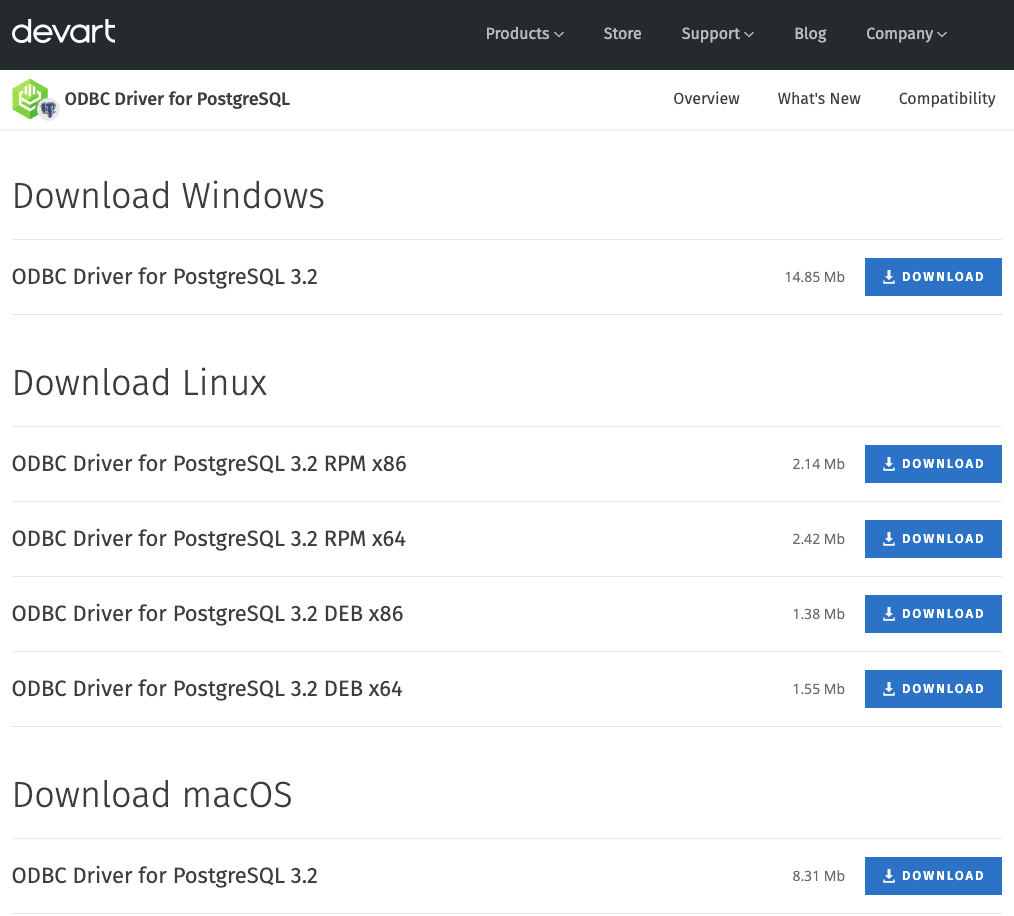 devart
Products Store Support Blog Company
ODBC Driver for PostgreSQL Overview What's New Compatibility
Download Windows
ODBC Driver for PostgreSQL 3.2 14.85 Mb DOWNLOAD
Download Linux
ODBC Driver for PostgreSQL 3.2 RPM x86 2.14 Mb DOWNLOAD
ODBC Driver for PostgreSQL 3.2 RPM x64 2.42 Mb DOWNLOAD
ODBC Driver for PostgreSQL 3.2 DEB x86 1.38 Mb DOWNLOAD
ODBC Driver for PostgreSQL 3.2 DEB x64 1.55 Mb DOWNLOAD
Download macOS
ODBC Driver for PostgreSQL 3.2 8.31 Mb DOWNLOAD